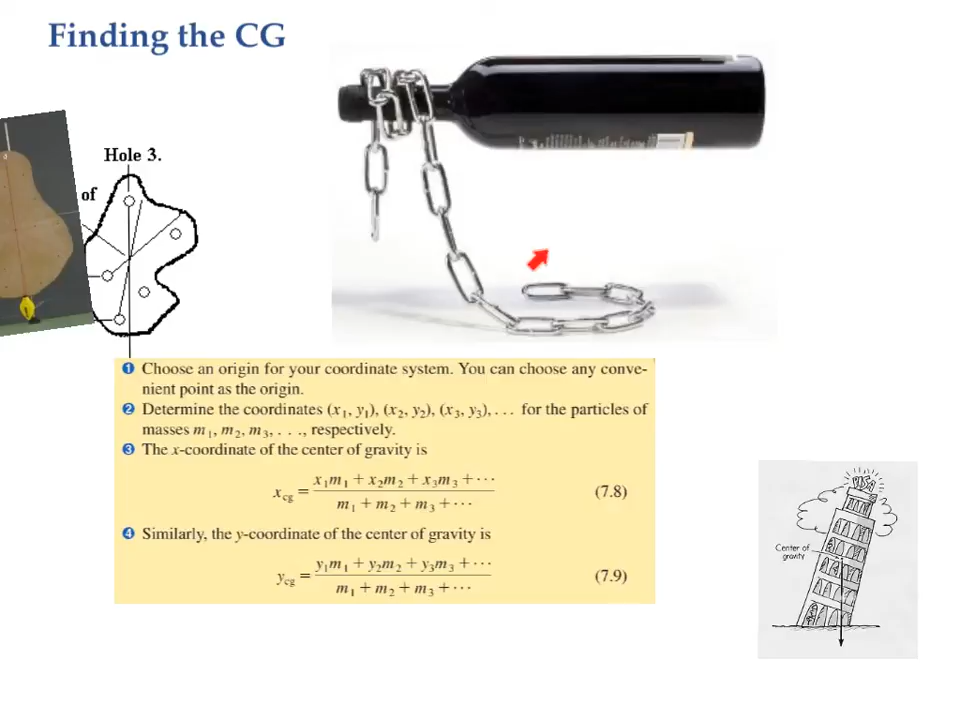 Finding the CG
Hole 3.
of
❶ Choose an origin for your coordinate system. You can choose any conve-
nient point as the origin.
❷ Determine the coordinates (x₁, y₁), (x₂, y₂), (x₃, y₃), . . . for the particles of
masses m₁, m₂, m₃, . . ., respectively.
❸ The x-coordinate of the center of gravity is
x_cg = (x₁m₁ + x₂m₂ + x₃m₃ + ···) / (m₁ + m₂ + m₃ + ···) (7.8)
❹ Similarly, the y-coordinate of the center of gravity is
y_cg = (y₁m₁ + y₂m₂ + y₃m₃ + ···) / (m₁ + m₂ + m₃ + ···) (7.9)
PISA
Center of
gravity